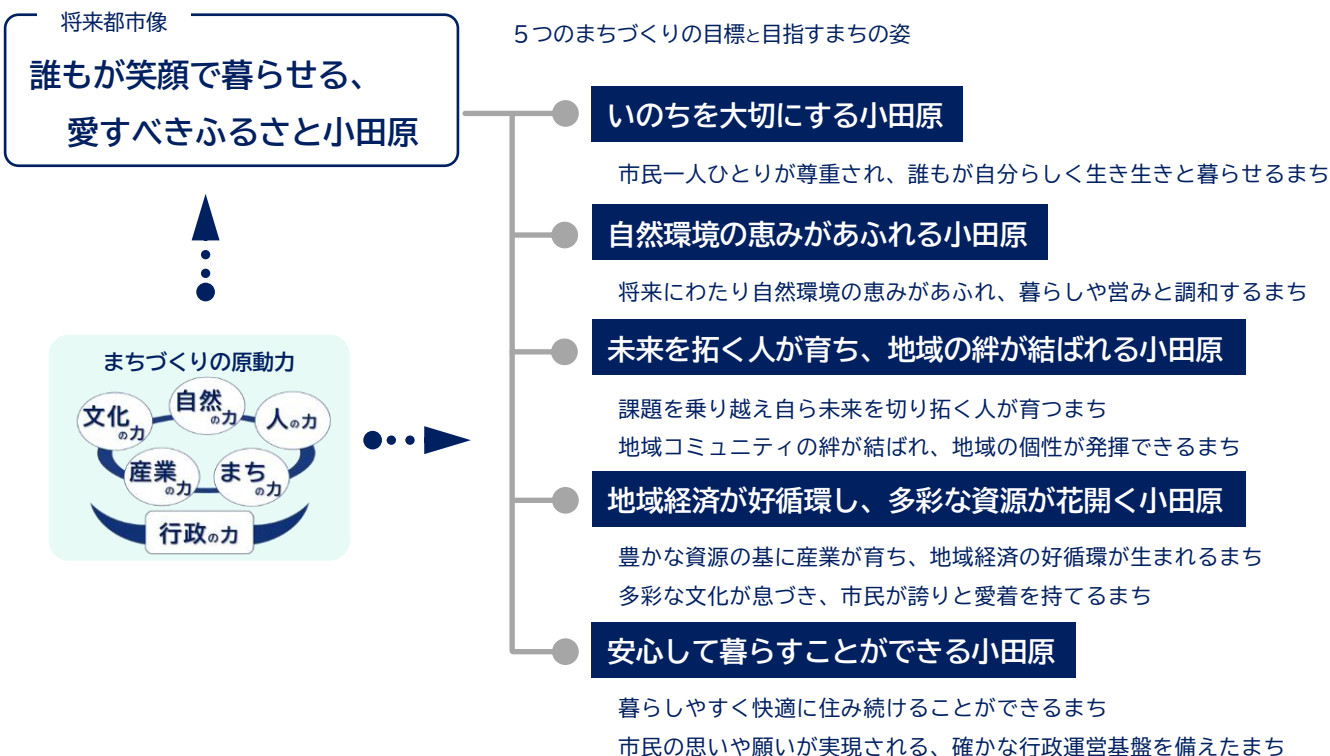 将来都市像
誰もが笑顔で暮らせる、
愛すべきふるさと小田原
５つのまちづくりの目標と目指すまちの姿
いのちを大切にする小田原
市民一人ひとりが尊重され、誰もが自分らしく生き生きと暮らせるまち
自然環境の恵みがあふれる小田原
将来にわたり自然環境の恵みがあふれ、暮らしや営みと調和するまち
未来を拓く人が育ち、地域の絆が結ばれる小田原
課題を乗り越え自ら未来を切り拓く人が育つまち
地域コミュニティの絆が結ばれ、地域の個性が発揮できるまち
地域経済が好循環し、多彩な資源が花開く小田原
豊かな資源の基に産業が育ち、地域経済の好循環が生まれるまち
多彩な文化が息づき、市民が誇りと愛着を持てるまち
安心して暮らすことができる小田原
暮らしやすく快適に住み続けることができるまち
市民の思いや願いが実現される、確かな行政運営基盤を備えたまち
まちづくりの原動力
文化の力
自然の力
人の力
産業の力
まちの力
行政の力